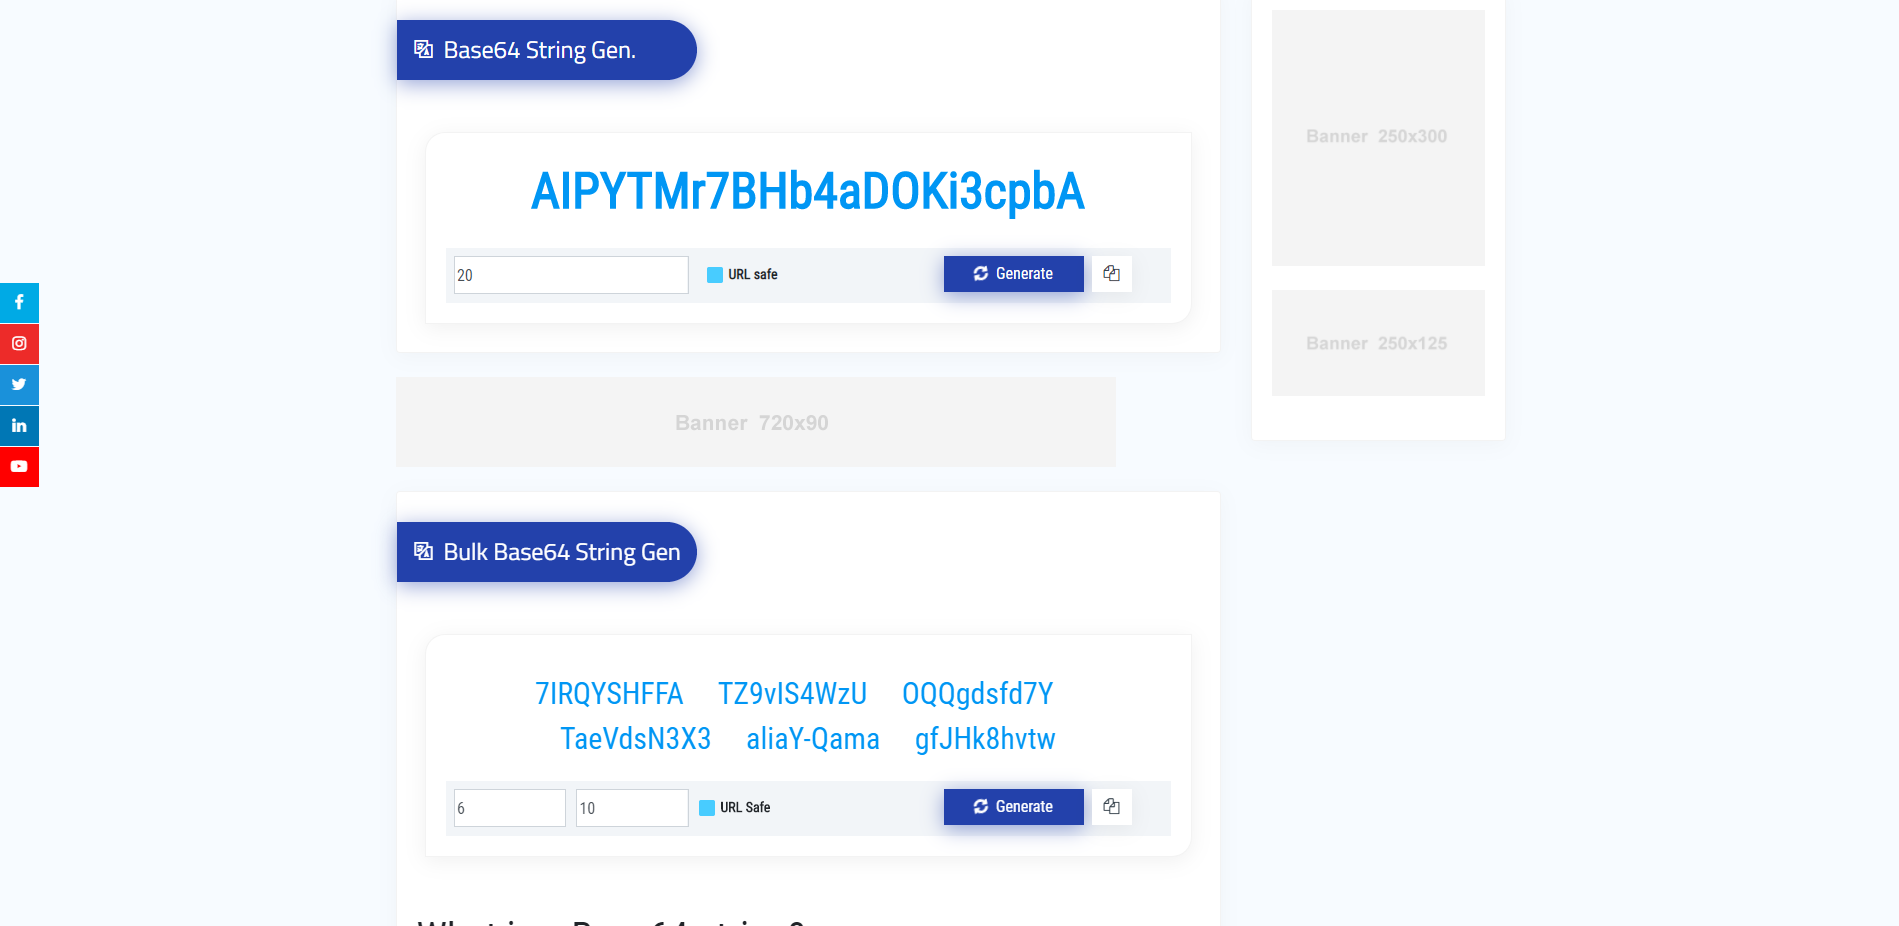 Base64 String Gen.
AIPYTMr7BHb4aDOKi3cpbA
20
URL safe
Generate
Banner 720x90
Bulk Base64 String Gen
7IRQYSHFFA TZ9vIS4WzU OQQgdsfd7Y
TaeVdsN3X3 aliaY-Qama gfJHk8hvtw
6
10
URL Safe
Generate
Banner 250x300
Banner 250x125